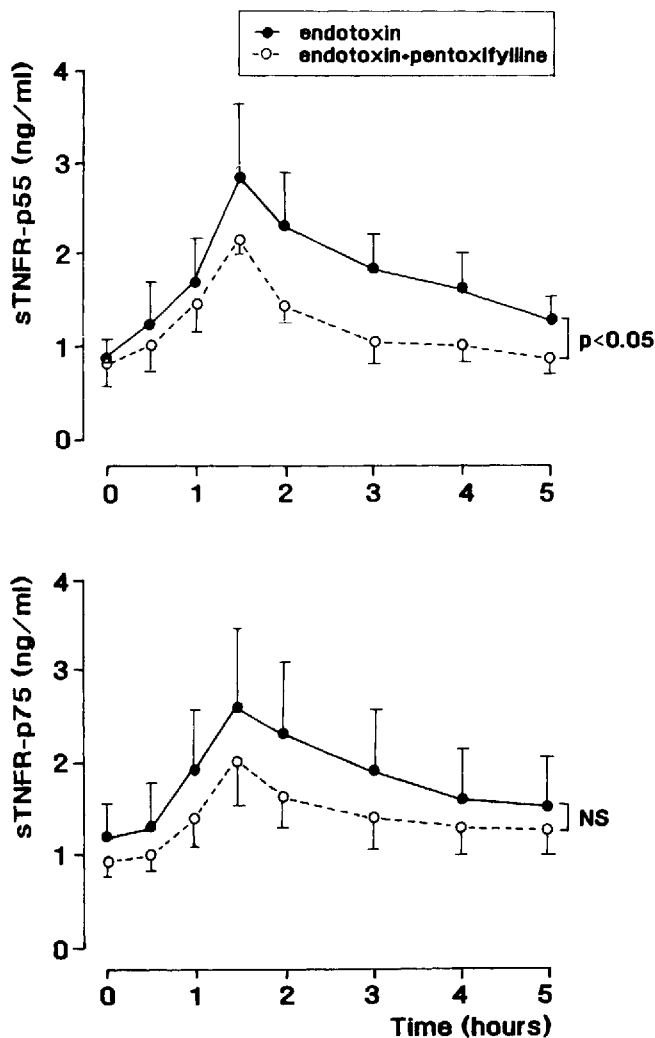 endotoxin
endotoxin+pentoxifylline
sTNFR-p55 (ng/ml)
4
3
2
1
0
p<0.05
0 1 2 3 4 5
sTNFR-p75 (ng/ml)
4
3
2
1
0
NS
0 1 2 3 4 5
Time (hours)